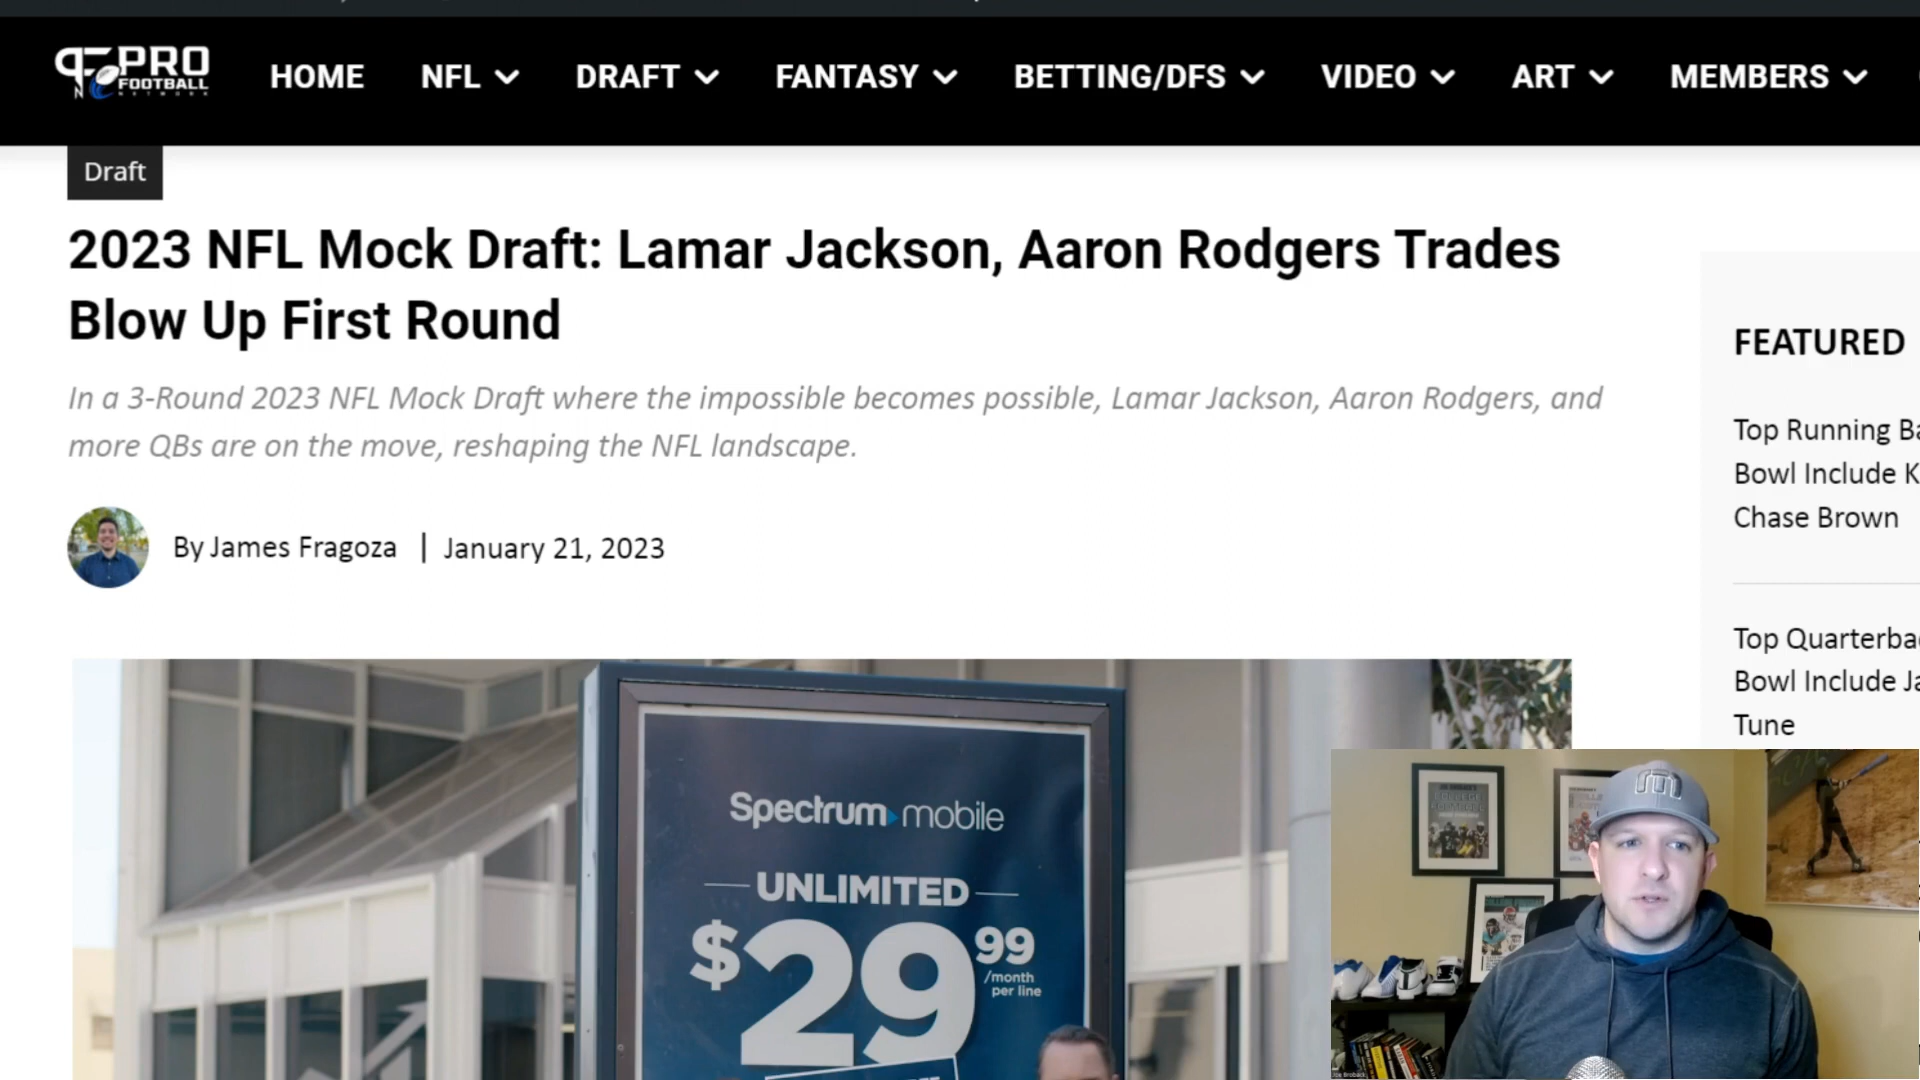 PRO
FOOTBALL
NETWORK
HOME
NFL
DRAFT
FANTASY
BETTING/DFS
VIDEO
ART
MEMBERS
Draft
2023 NFL Mock Draft: Lamar Jackson, Aaron Rodgers Trades
Blow Up First Round
In a 3-Round 2023 NFL Mock Draft where the impossible becomes possible, Lamar Jackson, Aaron Rodgers, and
more QBs are on the move, reshaping the NFL landscape.
By James Fragoza | January 21, 2023
FEATURED
Top Running Ba
Bowl Include K
Chase Brown
Top Quarterba
Bowl Include Ja
Tune
Spectrum mobile
UNLIMITED
$29 99
/month
per line